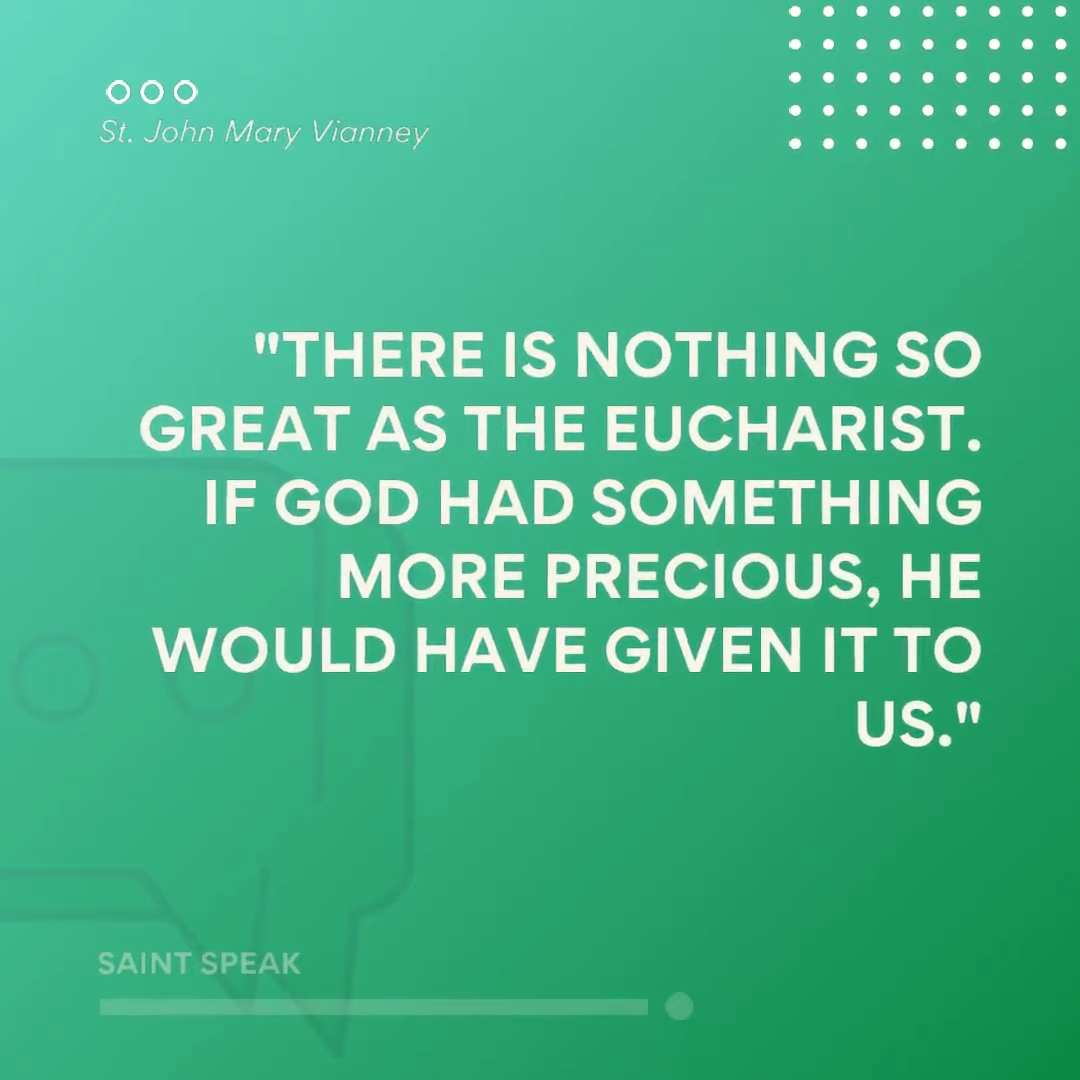 St. John Mary Vianney
"THERE IS NOTHING SO
GREAT AS THE EUCHARIST.
IF GOD HAD SOMETHING
MORE PRECIOUS, HE
WOULD HAVE GIVEN IT TO
US."
SAINT SPEAK